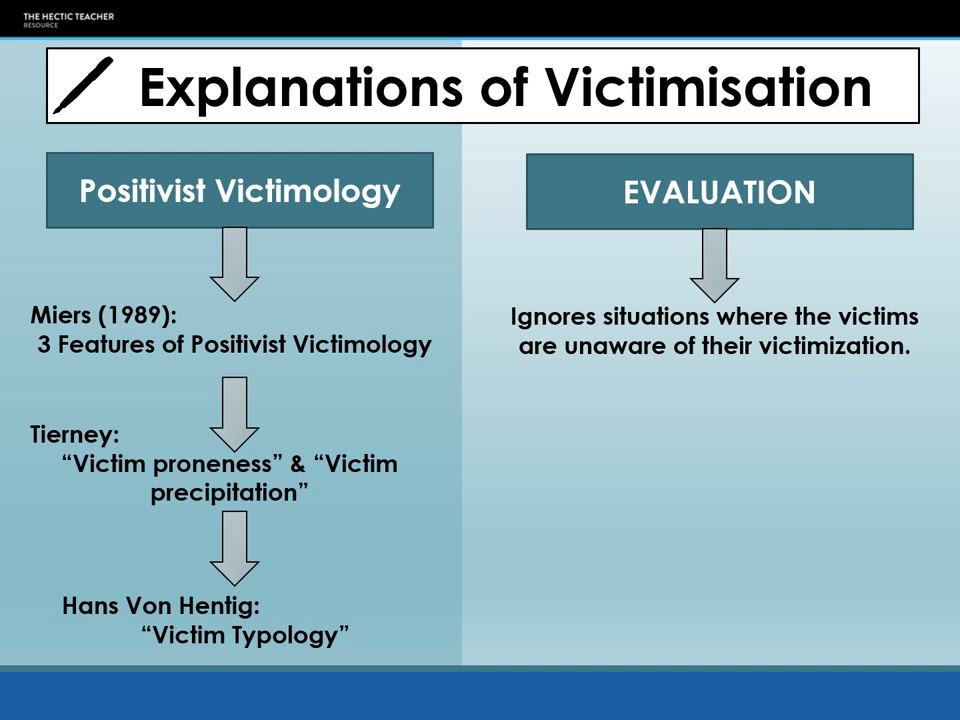 THE HECTIC TEACHER
RESOURCE
Explanations of Victimisation
Positivist Victimology
Miers (1989):
3 Features of Positivist Victimology
Tierney:
“Victim proneness” & “Victim
precipitation”
Hans Von Hentig:
“Victim Typology”
EVALUATION
Ignores situations where the victims
are unaware of their victimization.